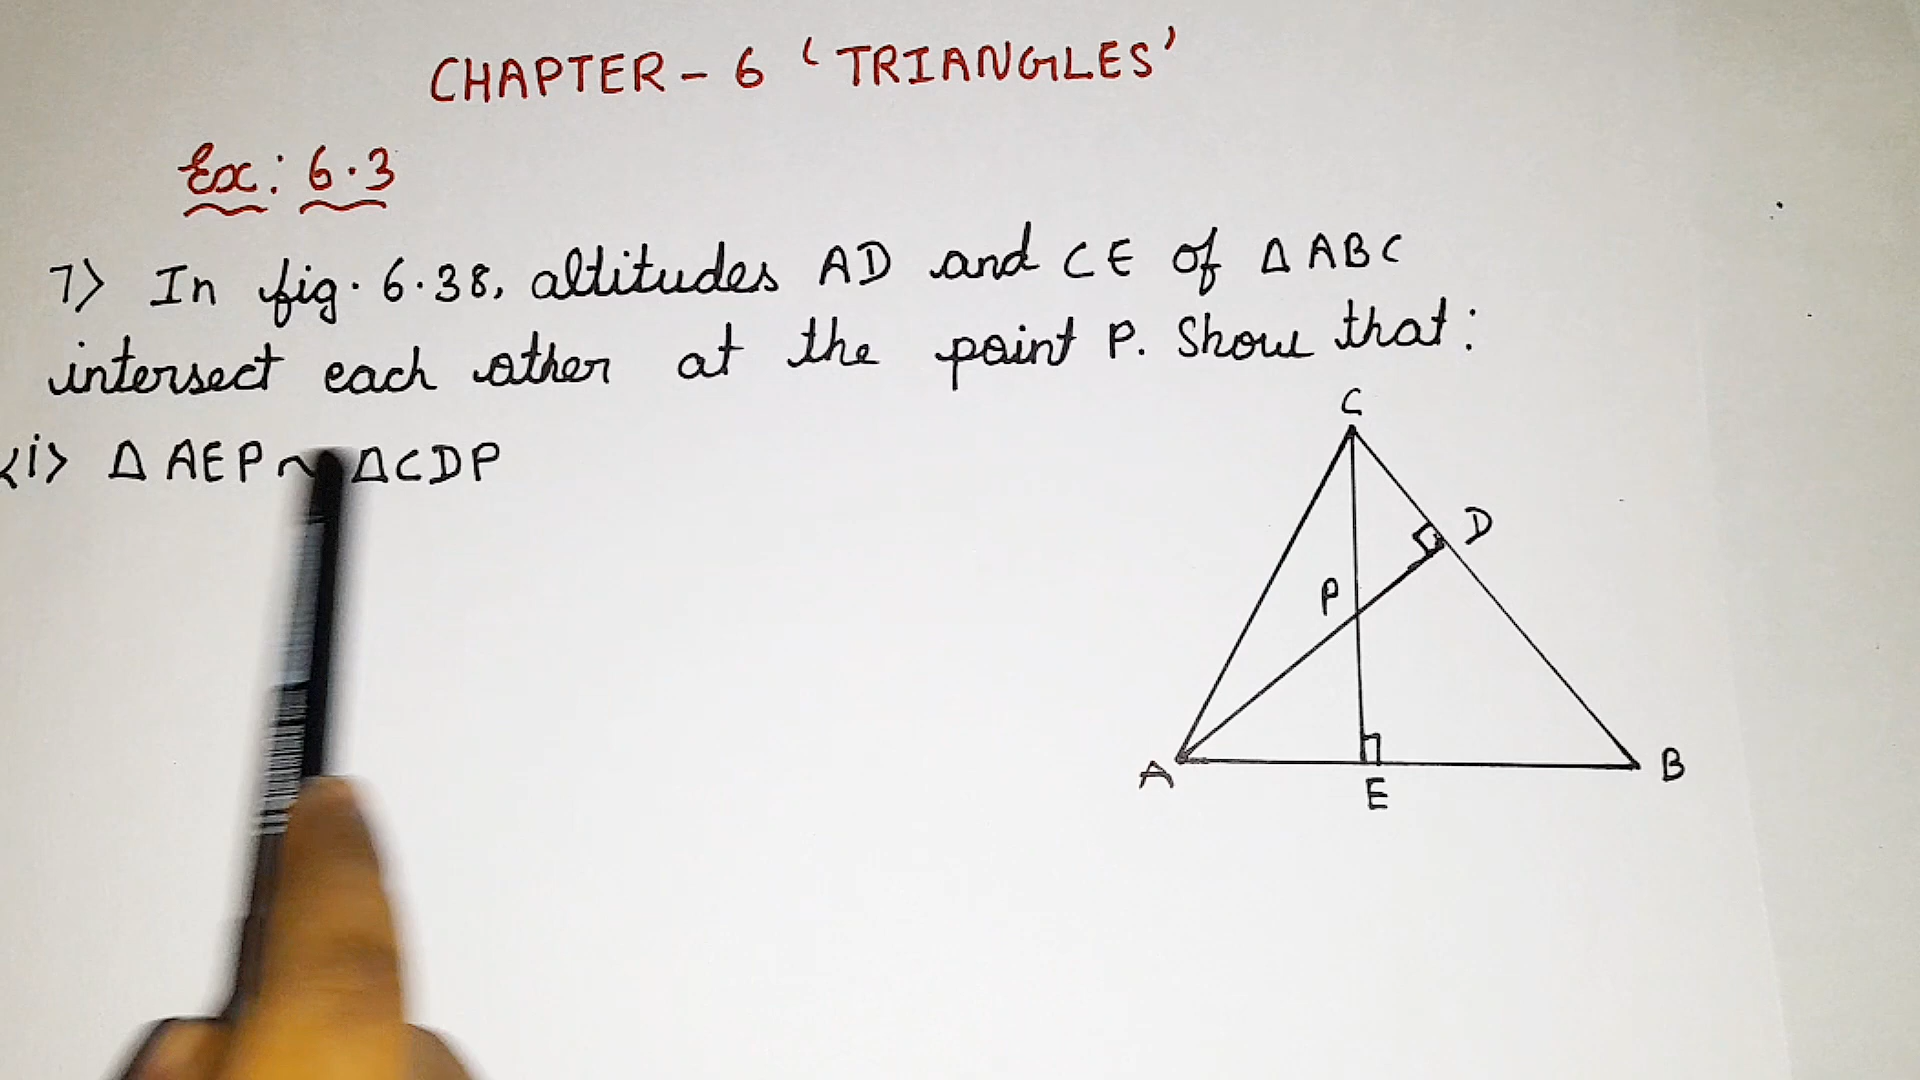 CHAPTER - 6 'TRIANGLES'
Ex: 6.3
7> In fig. 6.38, altitudes AD and CE of Δ ABC
intersect each other at the point P. Show that:
<i> Δ AEP ~ ΔCDP
C
D
P
A
E
B